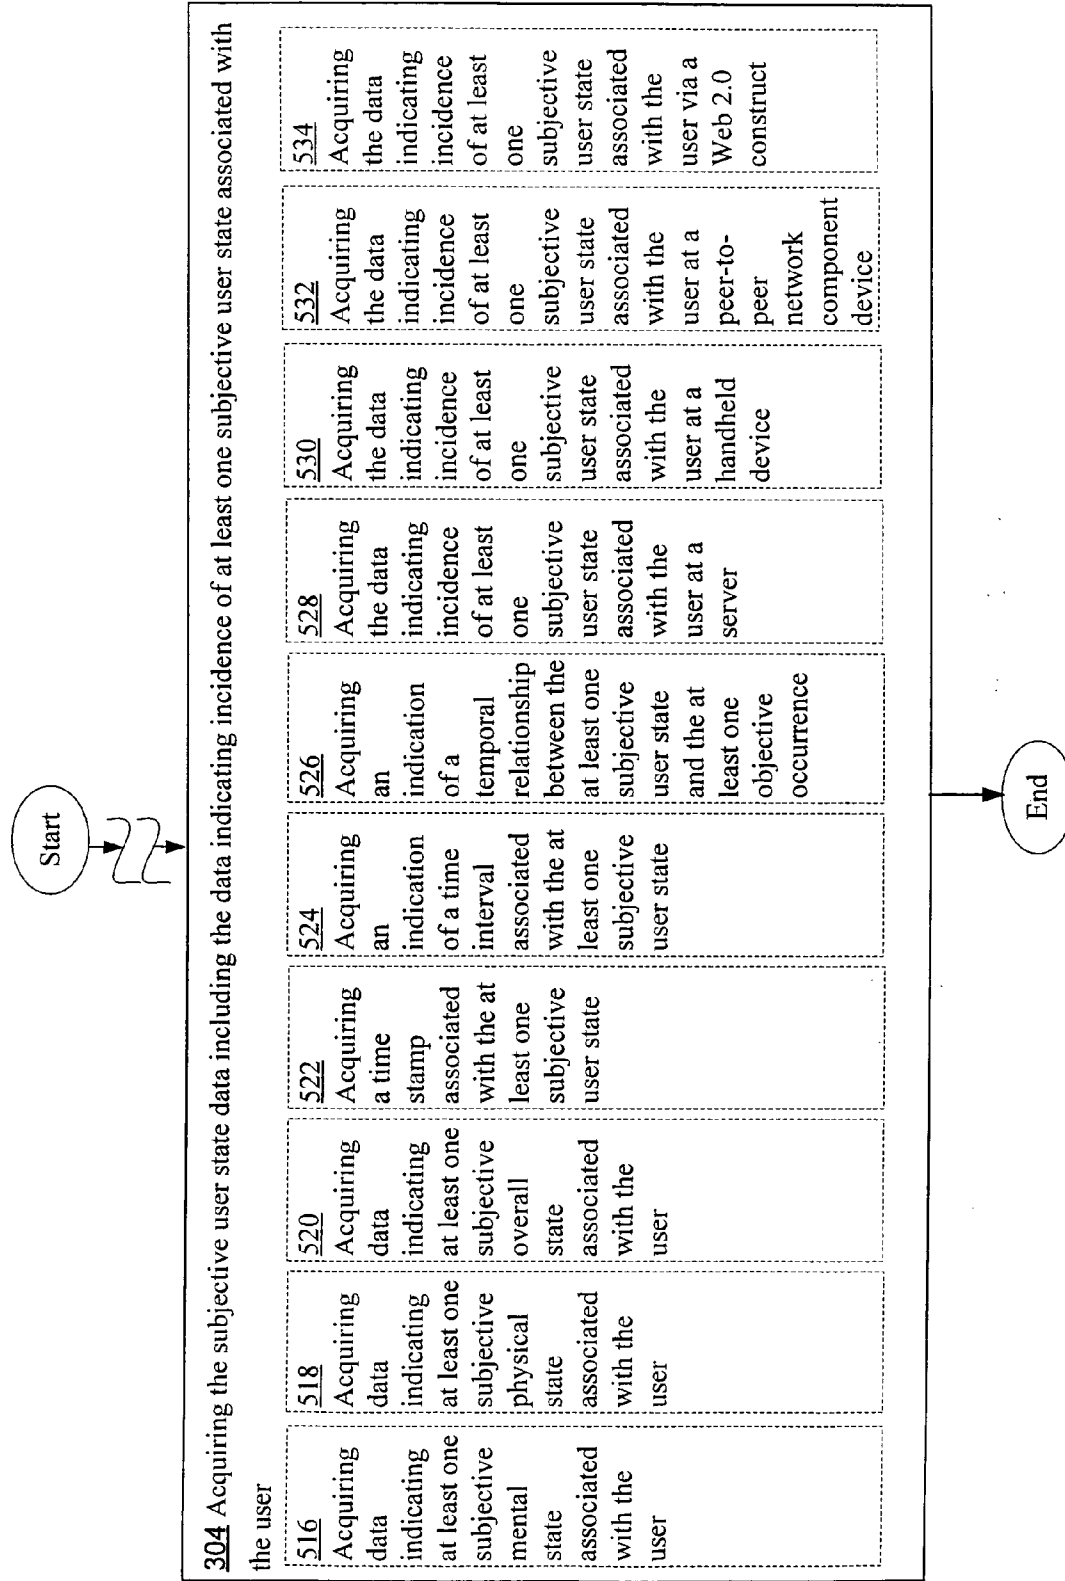 Start
304 Acquiring the subjective user state data including the data indicating incidence of at least one subjective user state associated with
the user
516
Acquiring
data
indicating
at least one
subjective
mental
state
associated
with the
user
518
Acquiring
data
indicating
at least one
subjective
physical
state
associated
with the
user
520
Acquiring
data
indicating
at least one
subjective
overall
state
associated
with the
user
522
Acquiring
a time
stamp
associated
with the at
least one
subjective
user state
524
Acquiring
an
indication
of a time
interval
associated
with the at
least one
subjective
user state
526
Acquiring
an
indication
of a
temporal
relationship
between the
at least one
subjective
user state
and the at
least one
objective
occurrence
528
Acquiring
the data
indicating
incidence
of at least
one
subjective
user state
associated
with the
user at a
server
530
Acquiring
the data
indicating
incidence
of at least
one
subjective
user state
associated
with the
user at a
handheld
device
532
Acquiring
the data
indicating
incidence
of at least
one
subjective
user state
associated
with the
user at a
peer-to-
peer
network
component
device
534
Acquiring
the data
indicating
incidence
of at least
one
subjective
user state
associated
with the
user via a
Web 2.0
construct
End